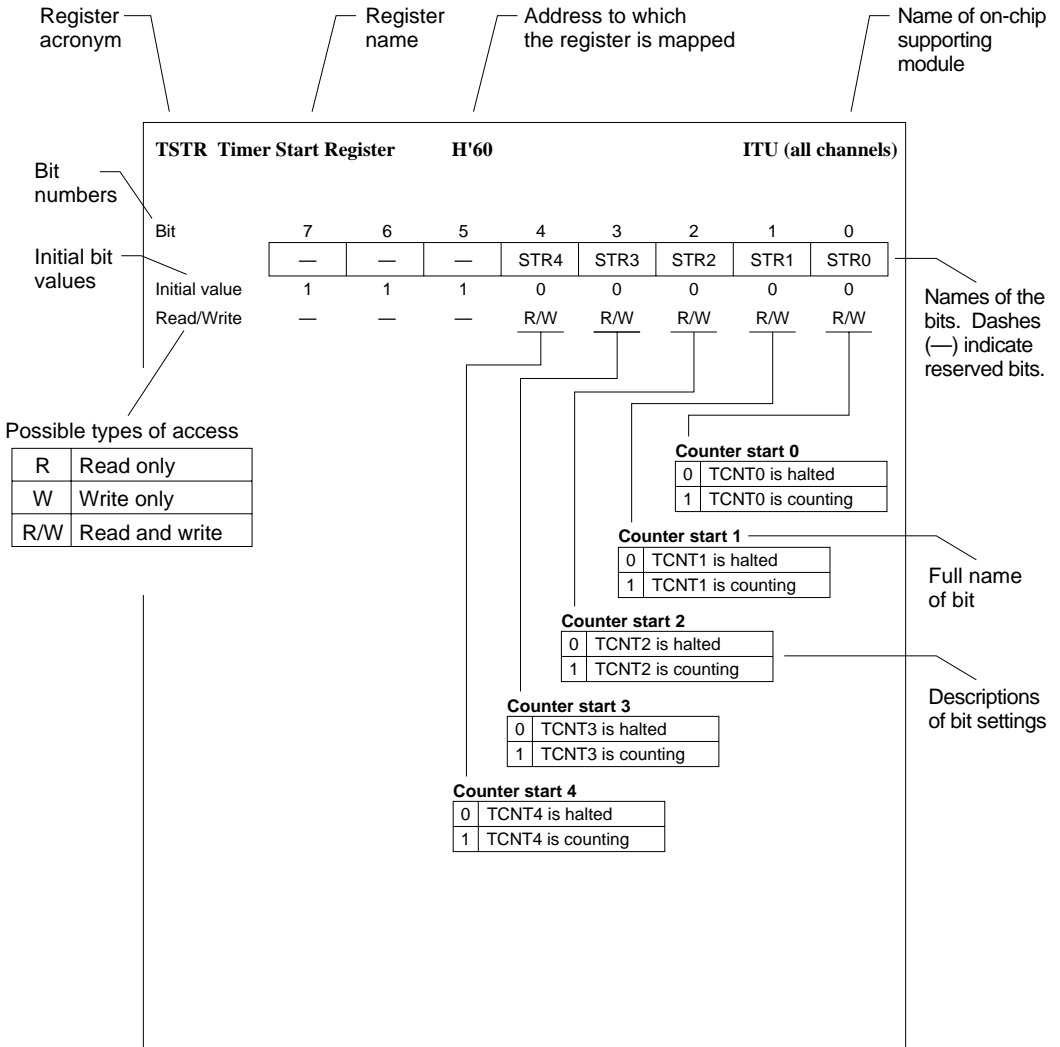 Register
acronym
Register
name
Address to which
the register is mapped
Name of on-chip
supporting
module
TSTR Timer Start Register H'60 ITU (all channels)
Bit
numbers
Bit 7 6 5 4 3 2 1 0
Initial bit
values
— — — STR4 STR3 STR2 STR1 STR0
Initial value 1 1 1 0 0 0 0 0
Read/Write — — — R/W R/W R/W R/W R/W
Names of the
bits. Dashes
(—) indicate
reserved bits.
Possible types of access
R Read only
W Write only
R/W Read and write
Counter start 0
0 TCNT0 is halted
1 TCNT0 is counting
Counter start 1
0 TCNT1 is halted
1 TCNT1 is counting
Full name
of bit
Counter start 2
0 TCNT2 is halted
1 TCNT2 is counting
Descriptions
of bit settings
Counter start 3
0 TCNT3 is halted
1 TCNT3 is counting
Counter start 4
0 TCNT4 is halted
1 TCNT4 is counting